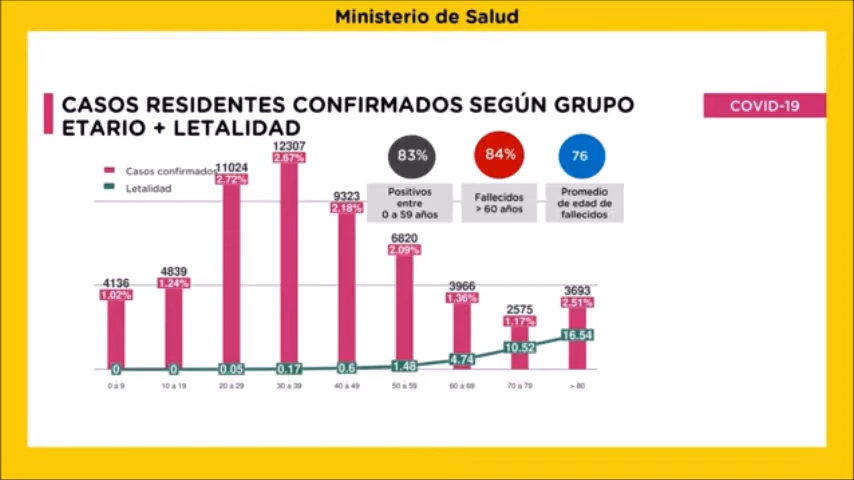 Ministerio de Salud
CASOS RESIDENTES CONFIRMADOS SEGÚN GRUPO
ETARIO + LETALIDAD
COVID-19
Casos confirmados
Letalidad
83%
Positivos
entre
0 a 59 años
84%
Fallecidos
> 60 años
76
Promedio
de edad de
fallecidos
4136
1.02%
4839
1.24%
11024
2.72%
12307
2.67%
9323
2.18%
6820
2.09%
3966
1.36%
2575
1.17%
3693
2.51%
0 0 0.05 0.17 0.6 1.48 4.74 10.52 16.54
0 a 9 10 a 19 20 a 29 30 a 39 40 a 49 50 a 59 60 a 69 70 a 79 > 80